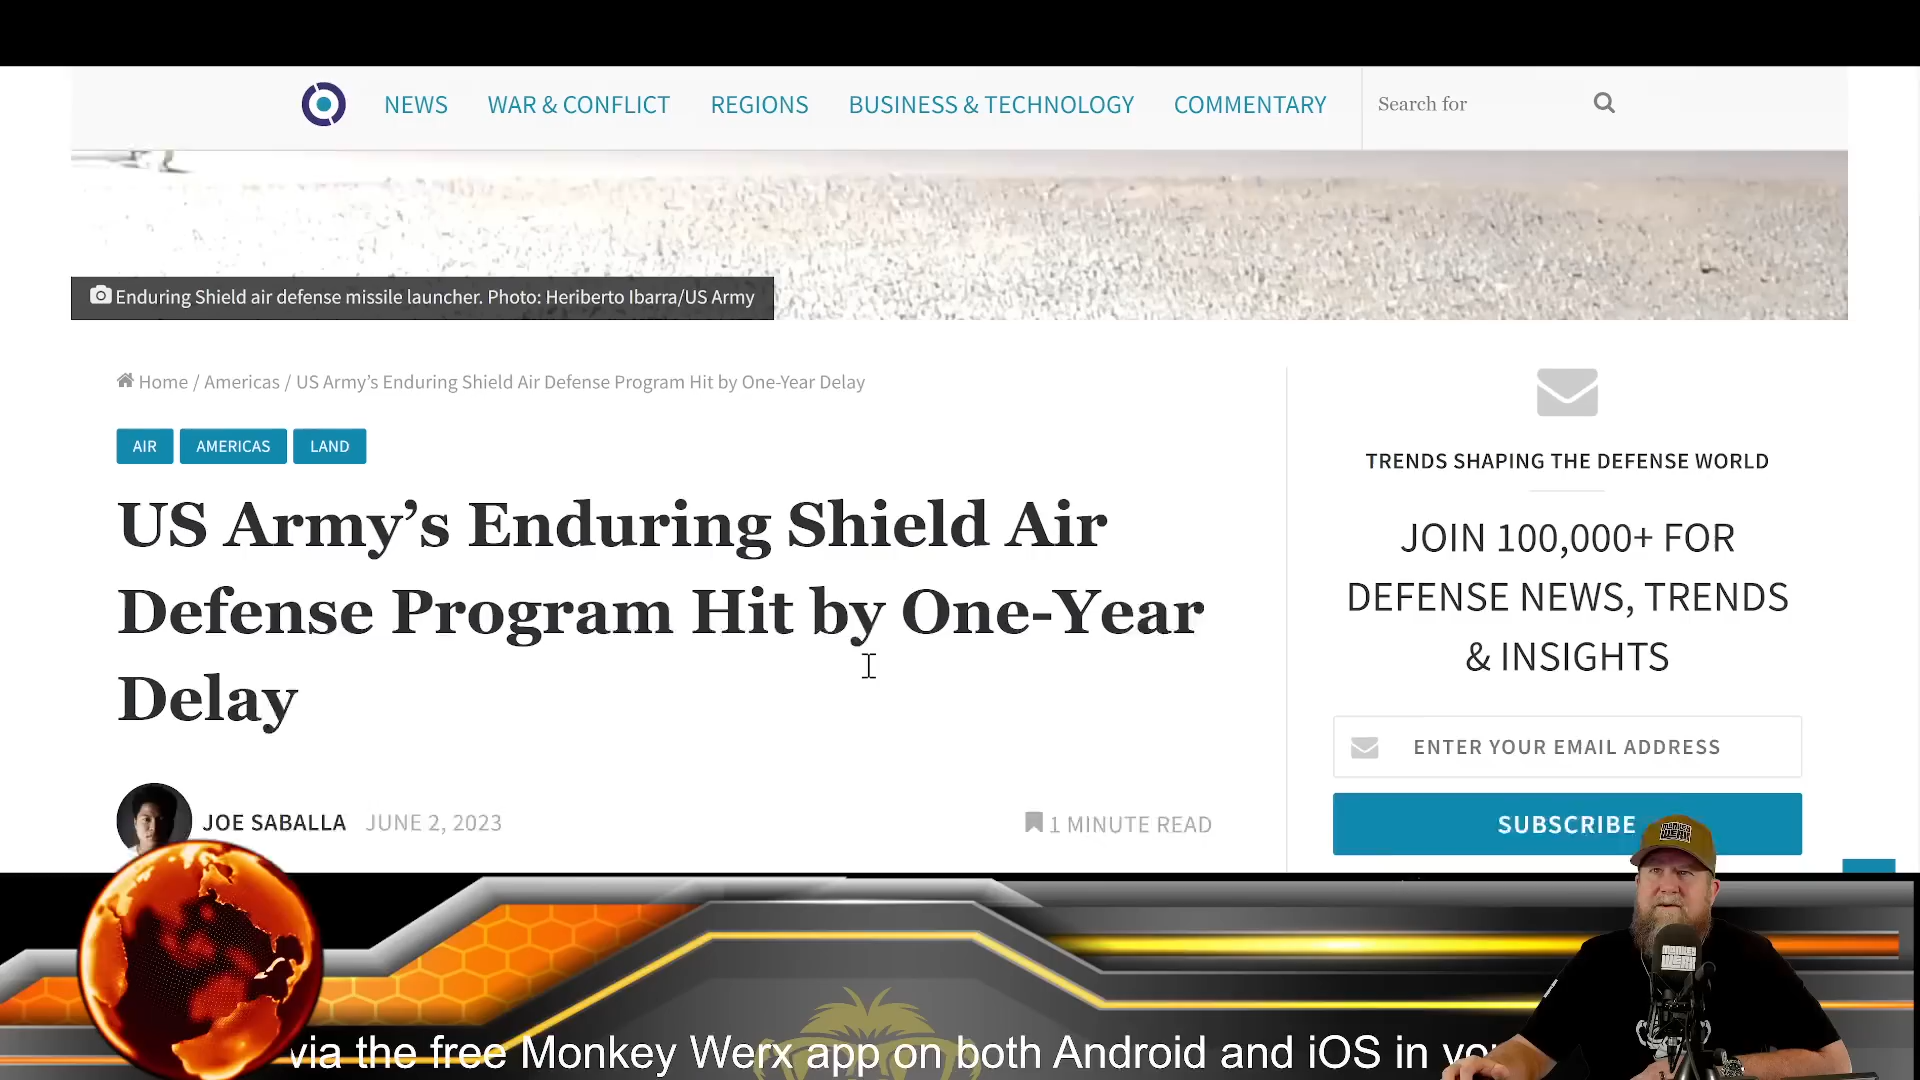 NEWS WAR & CONFLICT REGIONS BUSINESS & TECHNOLOGY COMMENTARY Search for
Enduring Shield air defense missile launcher. Photo: Heriberto Ibarra/US Army
Home / Americas / US Army’s Enduring Shield Air Defense Program Hit by One-Year Delay
AIR AMERICAS LAND
US Army’s Enduring Shield Air
Defense Program Hit by One-Year
Delay
JOE SABALLA JUNE 2, 2023 1 MINUTE READ
TRENDS SHAPING THE DEFENSE WORLD
JOIN 100,000+ FOR
DEFENSE NEWS, TRENDS
& INSIGHTS
ENTER YOUR EMAIL ADDRESS
SUBSCRIBE
MONKEY
WERX
MONKEY
WERX
via the free Monkey Werx app on both Android and iOS in